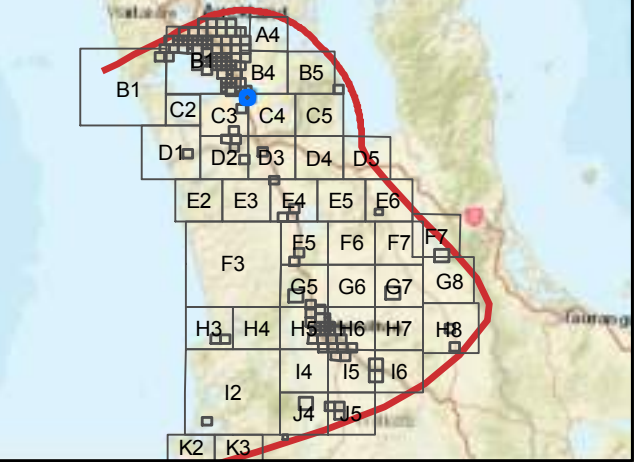 A4
B1 B4 B5
B1
C2 C3 C4 C5
D1 D2 D3 D4 D5
E2 E3 E4 E5 E6
F3 E5 F6 F7 F7
G5 G6 G7 G8
H3 H4 H5 H6 H7 H8
I2 I4 I5 I6
J4 J5
K2 K3